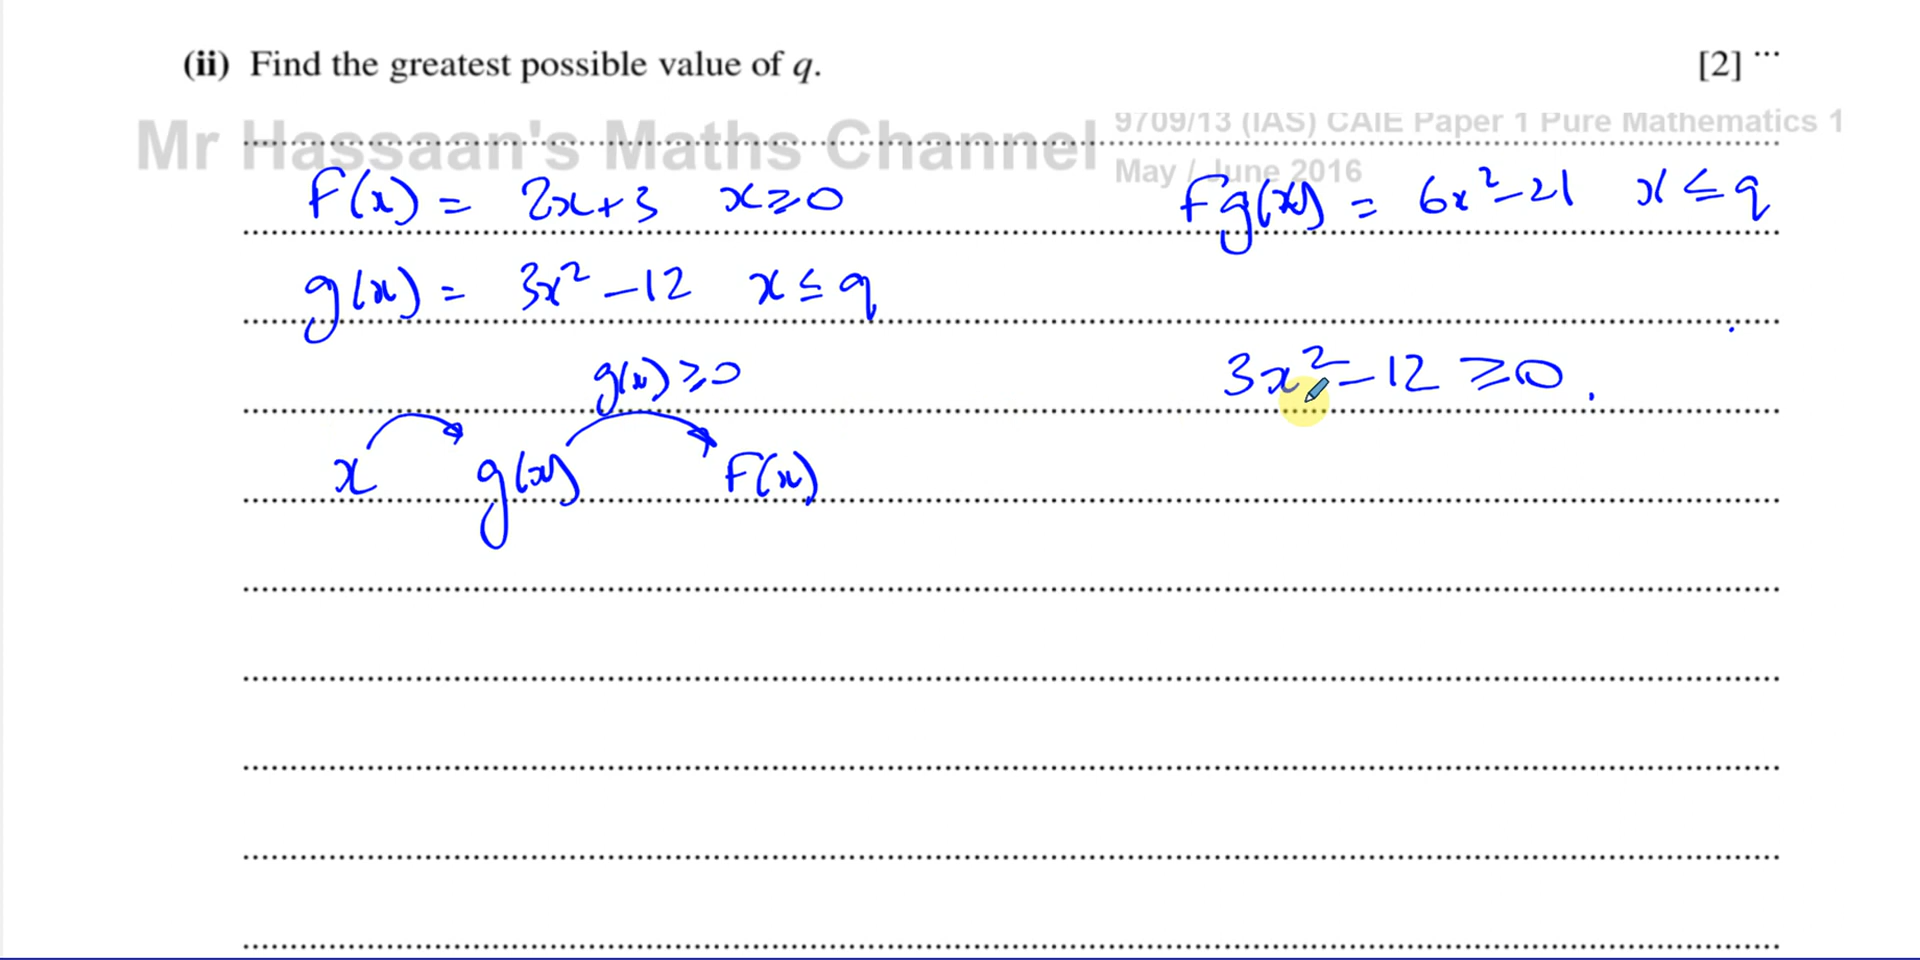 (ii) Find the greatest possible value of q. [2] ...
Mr Hassaan's Maths Channel
9709/13 (IAS) CAIE Paper 1 Pure Mathematics 1
May / June 2016
F(x) = 2x+3 x≥0
Fg(x) = 6x²-21 x≤q
g(x) = 3x²-12 x≤q
g(x)≥0
3x²-12≥0
x g(x) F(x)